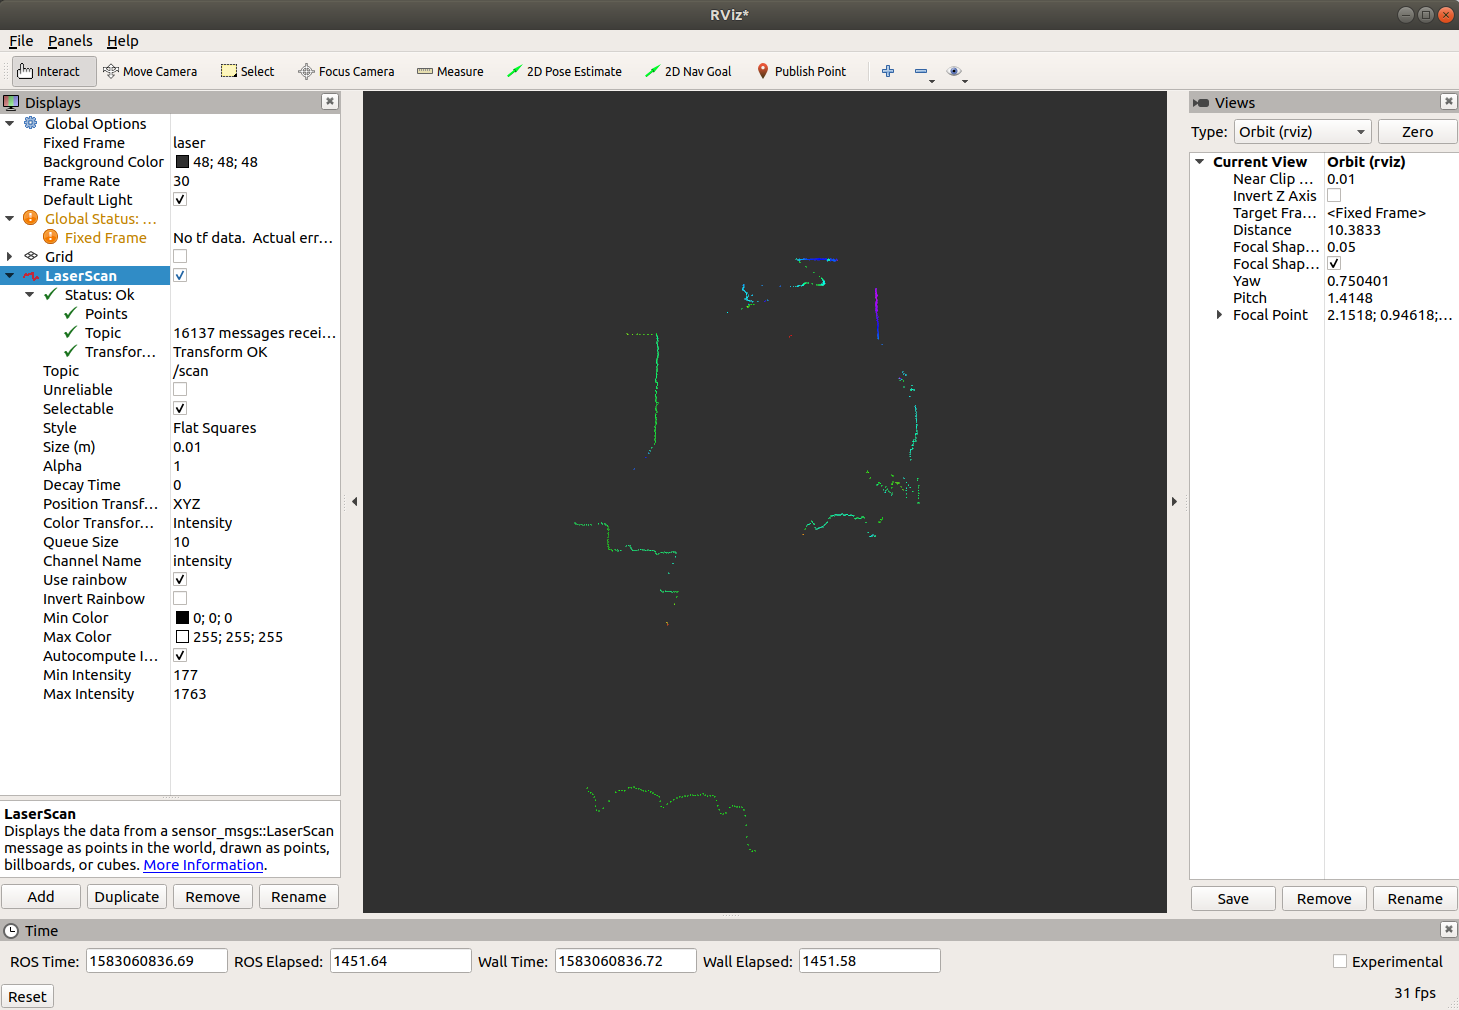 RViz*
File Panels Help
Interact Move Camera Select Focus Camera Measure 2D Pose Estimate 2D Nav Goal Publish Point
Displays
Global Options
Fixed Frame laser
Background Color 48; 48; 48
Frame Rate 30
Default Light
Global Status: ...
Fixed Frame No tf data. Actual err...
Grid
LaserScan
Status: Ok
Points
Topic 16137 messages recei...
Transfor... Transform OK
Topic /scan
Unreliable
Selectable
Style Flat Squares
Size (m) 0.01
Alpha 1
Decay Time 0
Position Transf... XYZ
Color Transfor... Intensity
Queue Size 10
Channel Name intensity
Use rainbow
Invert Rainbow
Min Color 0; 0; 0
Max Color 255; 255; 255
Autocompute I...
Min Intensity 177
Max Intensity 1763
LaserScan
Displays the data from a sensor_msgs::LaserScan
message as points in the world, drawn as points,
billboards, or cubes. More Information.
Add Duplicate Remove Rename
Views
Type: Orbit (rviz) Zero
Current View Orbit (rviz)
Near Clip ... 0.01
Invert Z Axis
Target Fra... <Fixed Frame>
Distance 10.3833
Focal Shap... 0.05
Focal Shap...
Yaw 0.750401
Pitch 1.4148
Focal Point 2.1518; 0.94618;...
Save Remove Rename
Time
ROS Time: 1583060836.69 ROS Elapsed: 1451.64 Wall Time: 1583060836.72 Wall Elapsed: 1451.58 Experimental
Reset 31 fps